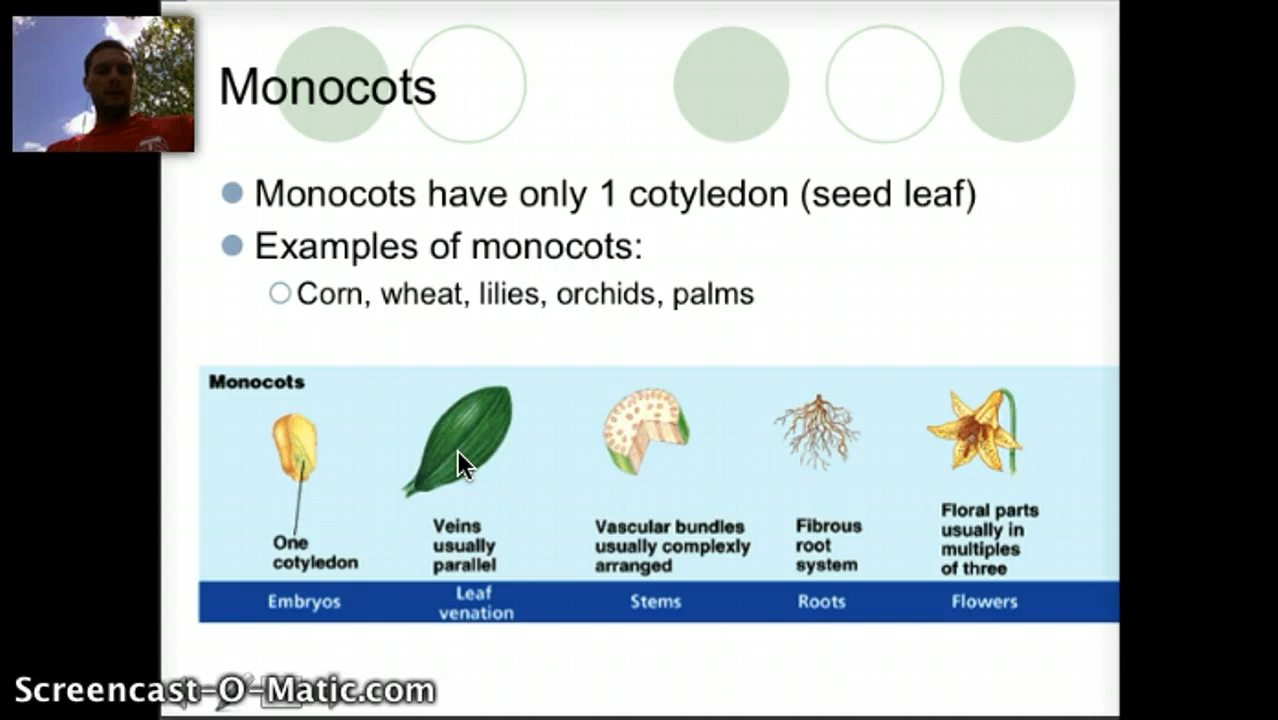 Monocots
Monocots have only 1 cotyledon (seed leaf)
Examples of monocots:
Corn, wheat, lilies, orchids, palms
Monocots
One
cotyledon
Veins
usually
parallel
Vascular bundles
usually complexly
arranged
Fibrous
root
system
Floral parts
usually in
multiples
of three
Embryos
Leaf
venation
Stems
Roots
Flowers
Screencast-O-Matic.com